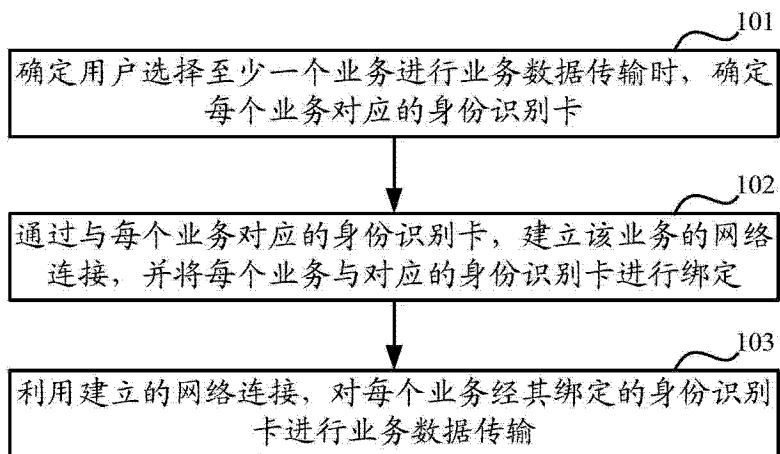 101
确定用户选择至少一个业务进行业务数据传输时，确定
每个业务对应的身份识别卡
102
通过与每个业务对应的身份识别卡，建立该业务的网络
连接，并将每个业务与对应的身份识别卡进行绑定
103
利用建立的网络连接，对每个业务经其绑定的身份识别
卡进行业务数据传输